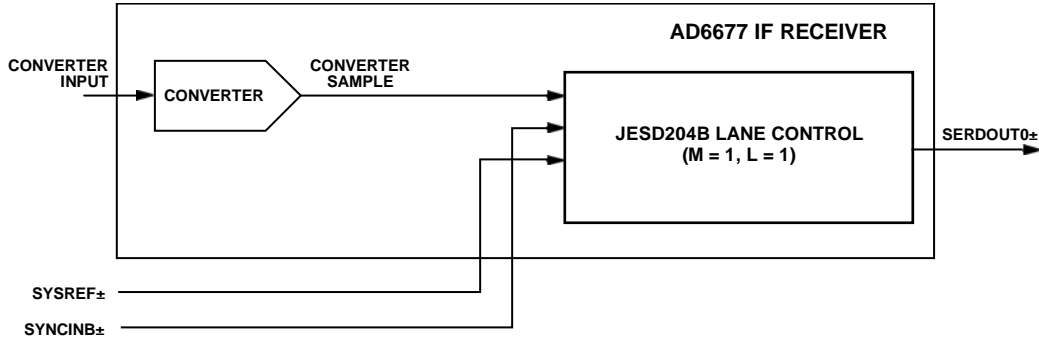 AD6677 IF RECEIVER
CONVERTER
INPUT
CONVERTER
CONVERTER
SAMPLE
JESD204B LANE CONTROL
(M = 1, L = 1)
SERDOUT0±
SYSREF±
SYNCINB±